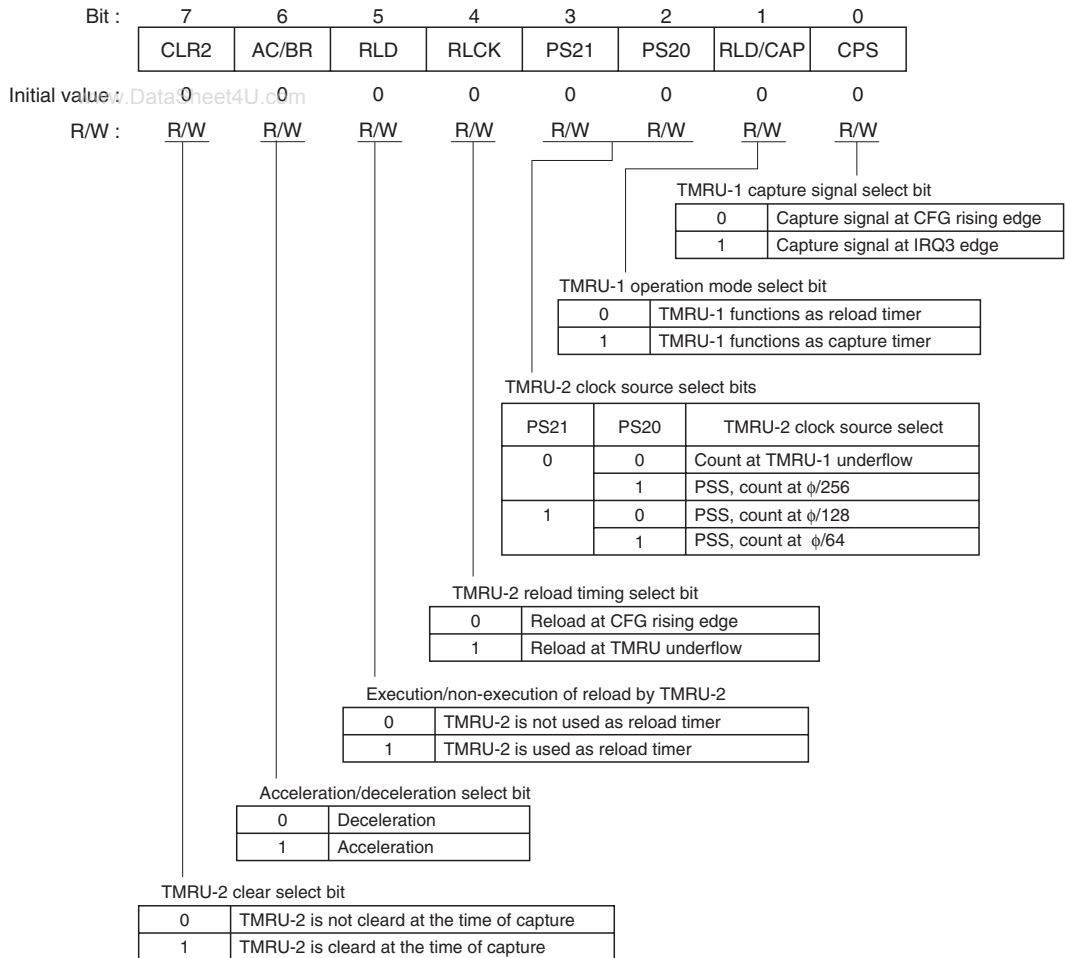 Bit : 7 6 5 4 3 2 1 0
CLR2 AC/BR RLD RLCK PS21 PS20 RLD/CAP CPS
Initial value : 0 0 0 0 0 0 0 0
www.DataSheet4U.com
R/W : R/W R/W R/W R/W R/W R/W R/W R/W
TMRU-1 capture signal select bit
0 Capture signal at CFG rising edge
1 Capture signal at IRQ3 edge
TMRU-1 operation mode select bit
0 TMRU-1 functions as reload timer
1 TMRU-1 functions as capture timer
TMRU-2 clock source select bits
PS21 PS20 TMRU-2 clock source select
0 0 Count at TMRU-1 underflow
1 PSS, count at ϕ/256
1 0 PSS, count at ϕ/128
1 PSS, count at ϕ/64
TMRU-2 reload timing select bit
0 Reload at CFG rising edge
1 Reload at TMRU underflow
Execution/non-execution of reload by TMRU-2
0 TMRU-2 is not used as reload timer
1 TMRU-2 is used as reload timer
Acceleration/deceleration select bit
0 Deceleration
1 Acceleration
TMRU-2 clear select bit
0 TMRU-2 is not cleard at the time of capture
1 TMRU-2 is cleard at the time of capture